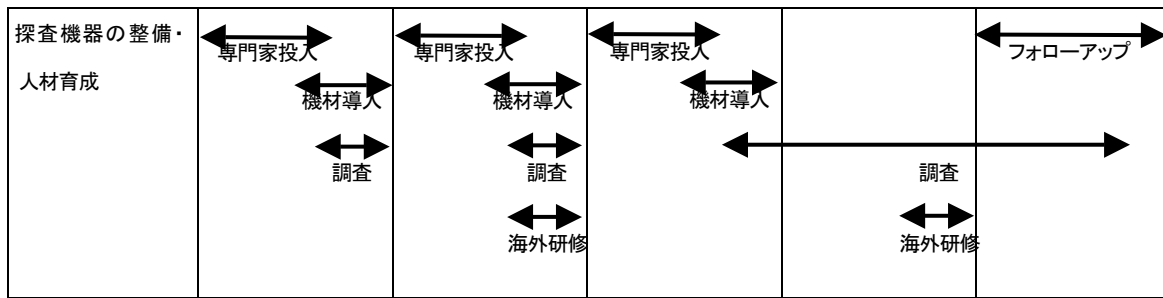 探査機器の整備・
人材育成
専門家投入
機材導入
調査
専門家投入
機材導入
調査
海外研修
専門家投入
機材導入
調査
海外研修
フォローアップ